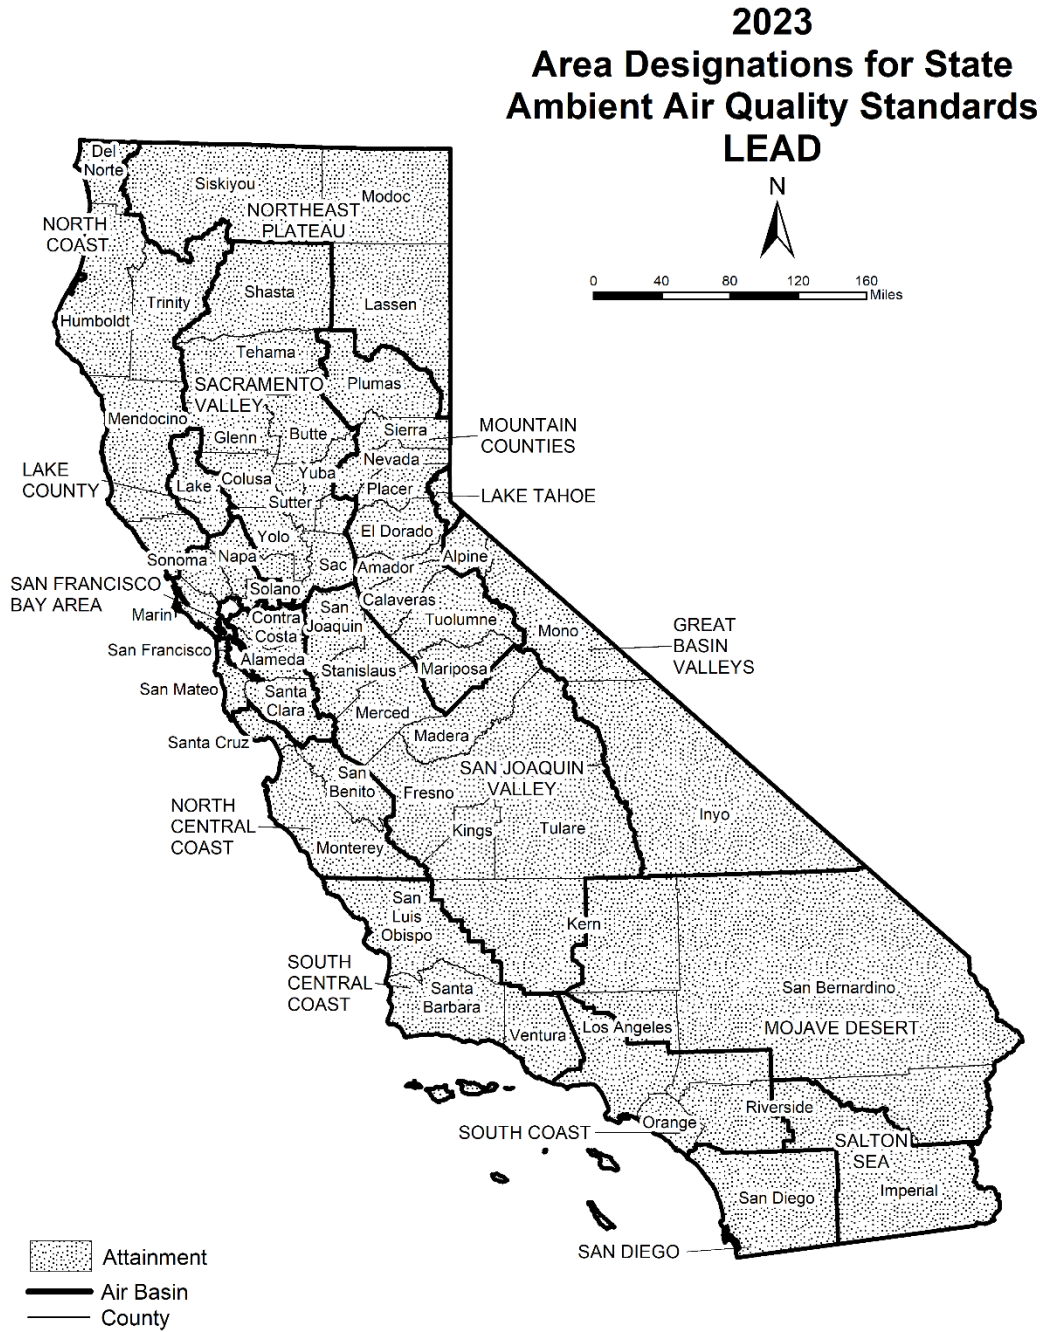 2023
Area Designations for State
Ambient Air Quality Standards
LEAD
N
0 40 80 120 160
Miles
Del
Norte
Siskiyou
Modoc
NORTHEAST
PLATEAU
NORTH
COAST
Shasta
Trinity
Lassen
Humboldt
Tehama
Plumas
SACRAMENTO
VALLEY
Mendocino
Glenn
Butte
Sierra
MOUNTAIN
COUNTIES
Nevada
LAKE
COUNTY
Lake
Colusa
Yuba
Placer
LAKE TAHOE
Sutter
Yolo
El Dorado
Sonoma
Napa
Sac
Amador
Alpine
SAN FRANCISCO
BAY AREA
Solano
Calaveras
Marin
Contra
Costa
San
Joaquin
Tuolumne
Mono
GREAT
BASIN
VALLEYS
San Francisco
Alameda
Stanislaus
Mariposa
San Mateo
Santa
Clara
Merced
Santa Cruz
Madera
SAN JOAQUIN
VALLEY
San
Benito
Fresno
NORTH
CENTRAL
COAST
Kings
Tulare
Inyo
Monterey
San
Luis
Obispo
Kern
SOUTH
CENTRAL
COAST
Santa
Barbara
San Bernardino
Ventura
Los Angeles
MOJAVE DESERT
Orange
Riverside
SOUTH COAST
SALTON
SEA
San Diego
Imperial
SAN DIEGO
Attainment
Air Basin
County